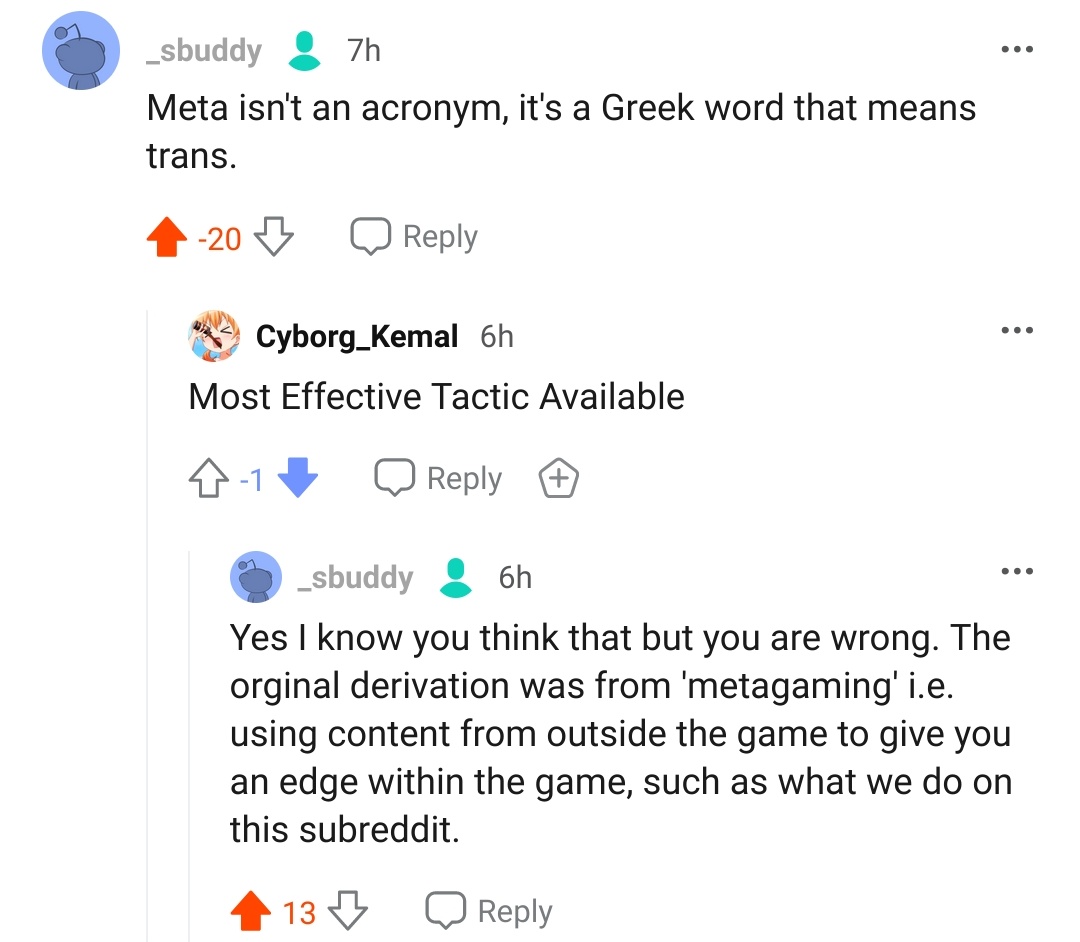 _sbuddy 7h
Meta isn't an acronym, it's a Greek word that means
trans.
-20 Reply
Cyborg_Kemal 6h
Most Effective Tactic Available
-1 Reply
_sbuddy 6h
Yes I know you think that but you are wrong. The
orginal derivation was from 'metagaming' i.e.
using content from outside the game to give you
an edge within the game, such as what we do on
this subreddit.
13 Reply